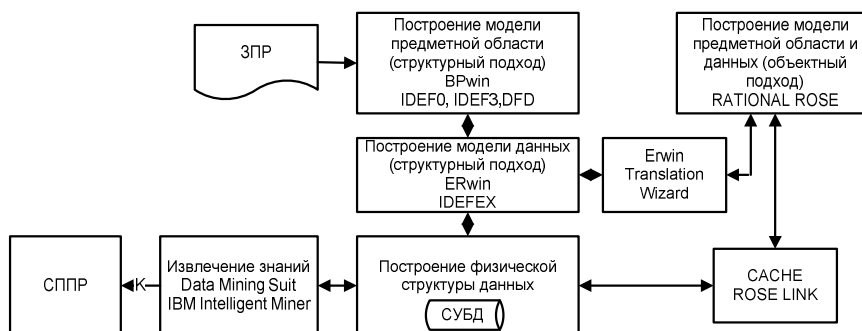 ЗПР
Построение модели
предметной области
(структурный подход)
BPwin
IDEF0, IDEF3,DFD
Построение модели
предметной области и
данных (объектный
подход)
RATIONAL ROSE
Построение модели данных
(структурный подход)
ERwin
IDEFEX
Erwin
Translation
Wizard
СППР
K
Извлечение знаний
Data Mining Suit
IBM Intelligent Miner
Построение физической
структуры данных
СУБД
CACHE
ROSE LINK